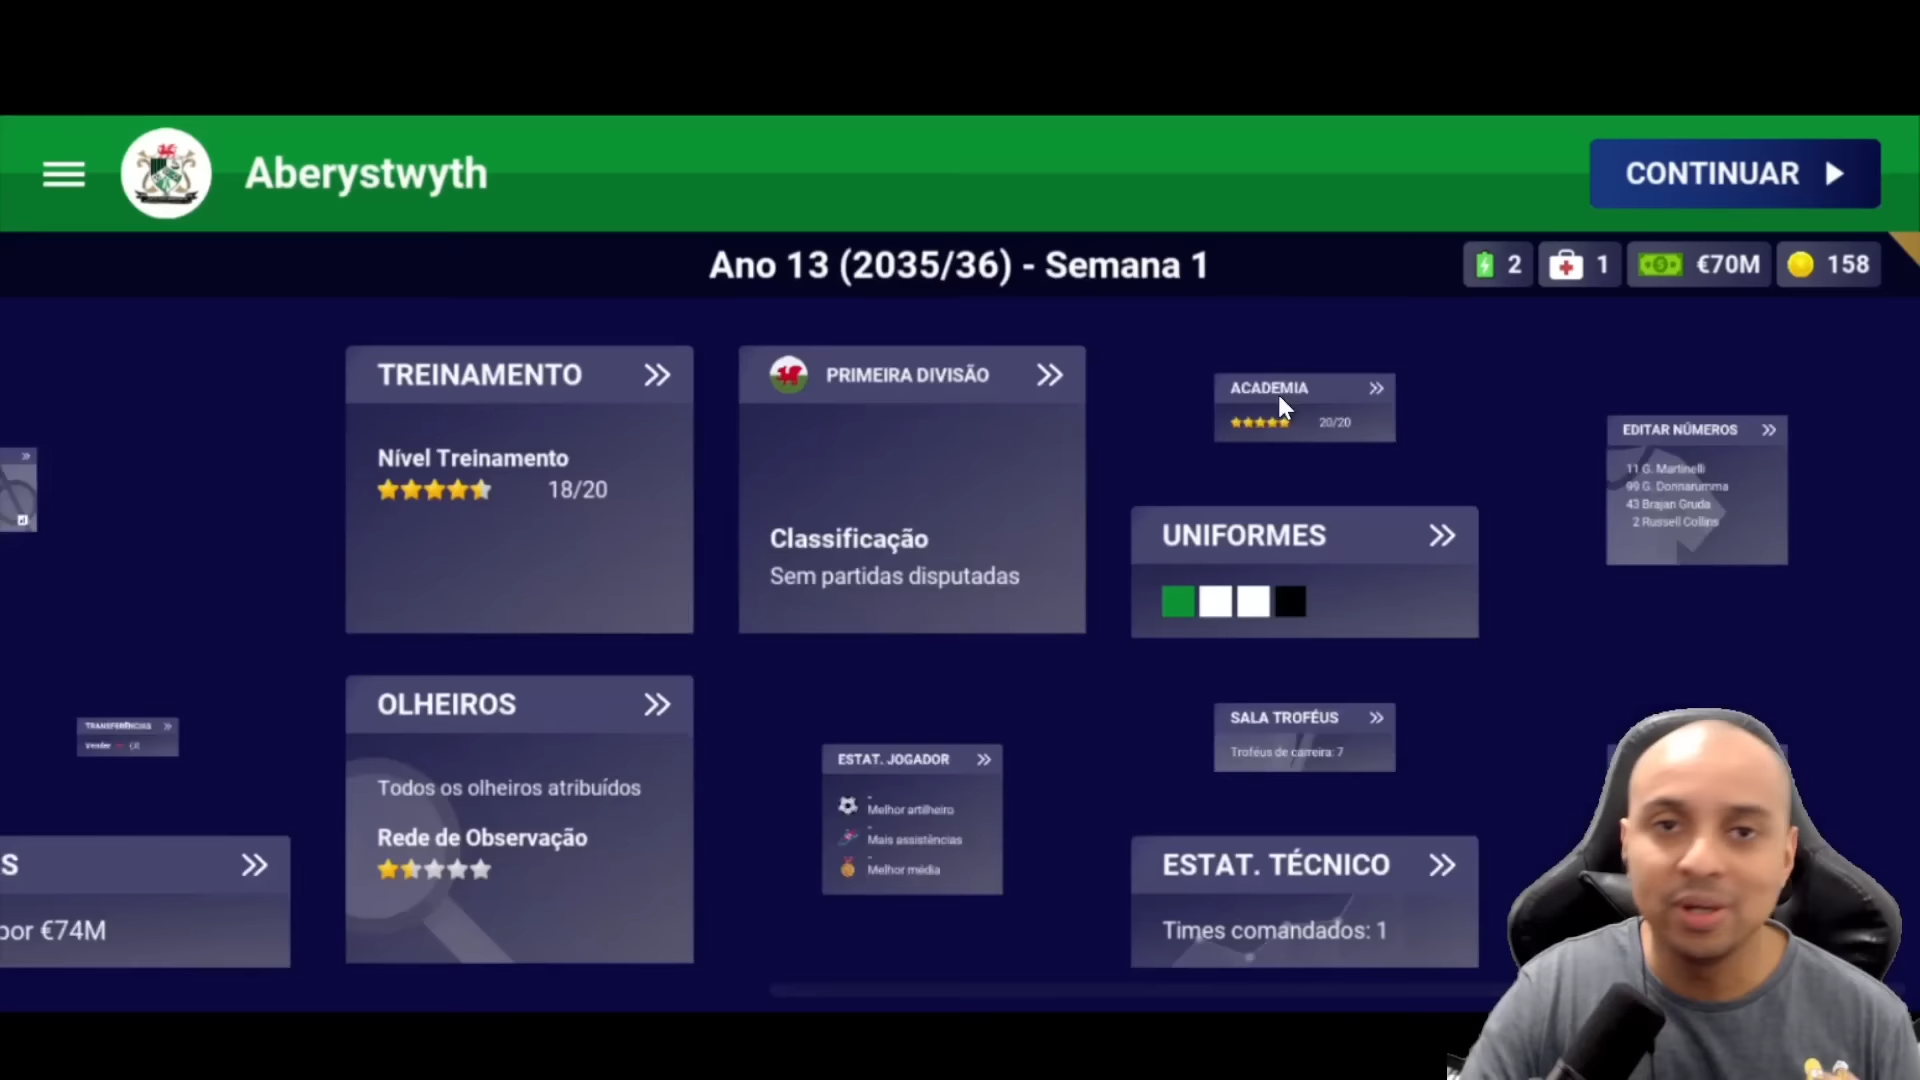 Aberystwyth
CONTINUAR
Ano 13 (2035/36) - Semana 1
2
1
€70M
158
TREINAMENTO
Nível Treinamento
18/20
PRIMEIRA DIVISÃO
Classificação
Sem partidas disputadas
ACADEMIA
20/20
EDITAR NÚMEROS
11 G. Martinelli
99 G. Donnarumma
43 Brajan Gruda
2 Russell Collins
UNIFORMES
TRANSFERÊNCIAS
Vender
OLHEIROS
Todos os olheiros atribuídos
Rede de Observação
ESTAT. JOGADOR
-
Melhor artilheiro
-
Mais assistências
-
Melhor média
SALA TROFÉUS
Troféus de carreira: 7
S
por €74M
ESTAT. TÉCNICO
Times comandados: 1